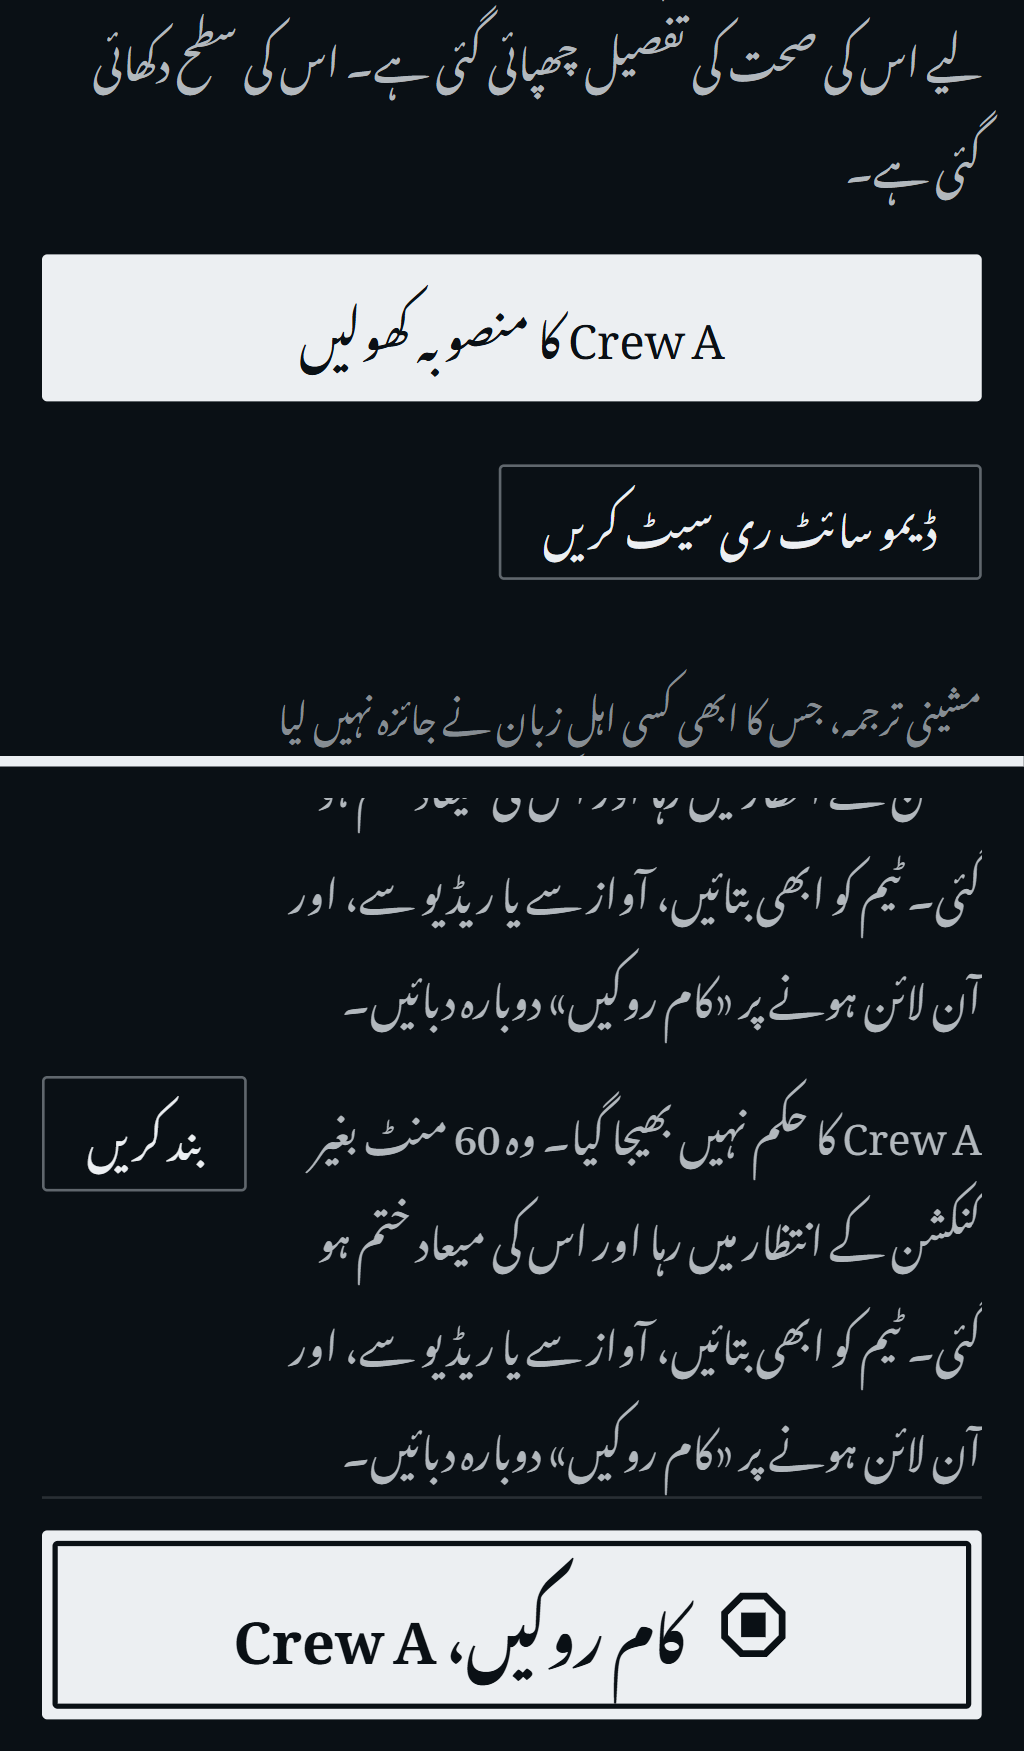 لیے اس کی صحت کی تفصیل چھپائی گئی ہے۔ اس کی سطح دکھائی
گئی ہے۔
Crew A کا منصوبہ کھولیں
ڈیمو سائٹ ری سیٹ کریں
مشینی ترجمہ، جس کا ابھی کسی اہلِ زبان نے جائزہ نہیں لیا
گئی۔ ٹیم کو ابھی بتائیں، آواز سے یا ریڈیو سے، اور
آن لائن ہونے پر «کام روکیں» دوبارہ دبائیں۔
Crew A کا حکم نہیں بھیجا گیا۔ وہ 60 منٹ بغیر
بند کریں
کنکشن کے انتظار میں رہا اور اس کی میعاد ختم ہو
گئی۔ ٹیم کو ابھی بتائیں، آواز سے یا ریڈیو سے، اور
آن لائن ہونے پر «کام روکیں» دوبارہ دبائیں۔
کام روکیں، Crew A